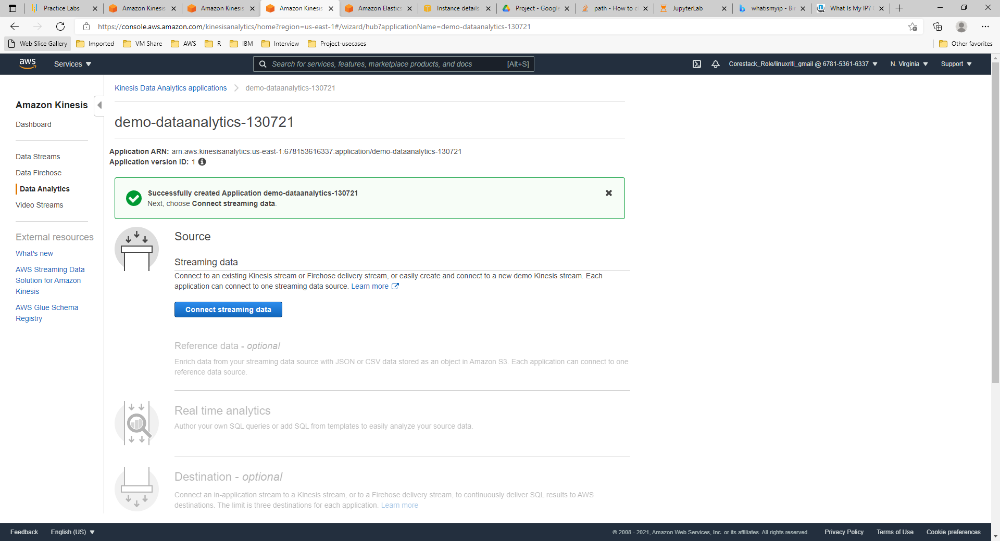 Practice Labs
Amazon Kinesis
Amazon Kinesis
Amazon Kinesis
Amazon Elastic
Instance details
Project - Google
path - How to c
JupyterLab
whatismyip - Bin
What Is My IP?
https://console.aws.amazon.com/kinesisanalytics/home?region=us-east-1#/wizard/hub?applicationName=demo-dataanalytics-130721
Web Slice Gallery
Imported
VM Share
AWS
R
IBM
Interview
Project-usecases
Other favorites
aws
Services
Search for services, features, marketplace products, and docs
[Alt+S]
Corestack_Role/linuxriti_gmail @ 6781-5361-6337
N. Virginia
Support
Amazon Kinesis
Dashboard
Data Streams
Data Firehose
Data Analytics
Video Streams
External resources
What's new
AWS Streaming Data
Solution for Amazon
Kinesis
AWS Glue Schema
Registry
Kinesis Data Analytics applications
demo-dataanalytics-130721
demo-dataanalytics-130721
Application ARN: arn:aws:kinesisanalytics:us-east-1:678153616337:application/demo-dataanalytics-130721
Application version ID: 1
Successfully created Application demo-dataanalytics-130721
Next, choose Connect streaming data.
Source
Streaming data
Connect to an existing Kinesis stream or Firehose delivery stream, or easily create and connect to a new demo Kinesis stream. Each
application can connect to one streaming data source. Learn more
Connect streaming data
Reference data - optional
Enrich data from your streaming data source with JSON or CSV data stored as an object in Amazon S3. Each application can connect to one
reference data source.
Real time analytics
Author your own SQL queries or add SQL from templates to easily analyze your source data.
Destination - optional
Connect an in-application stream to a Kinesis stream, or to a Firehose delivery stream, to continuously deliver SQL results to AWS
destinations. The limit is three destinations for each application. Learn more
Feedback
English (US)
© 2008 - 2021, Amazon Web Services, Inc. or its affiliates. All rights reserved.
Privacy Policy
Terms of Use
Cookie preferences